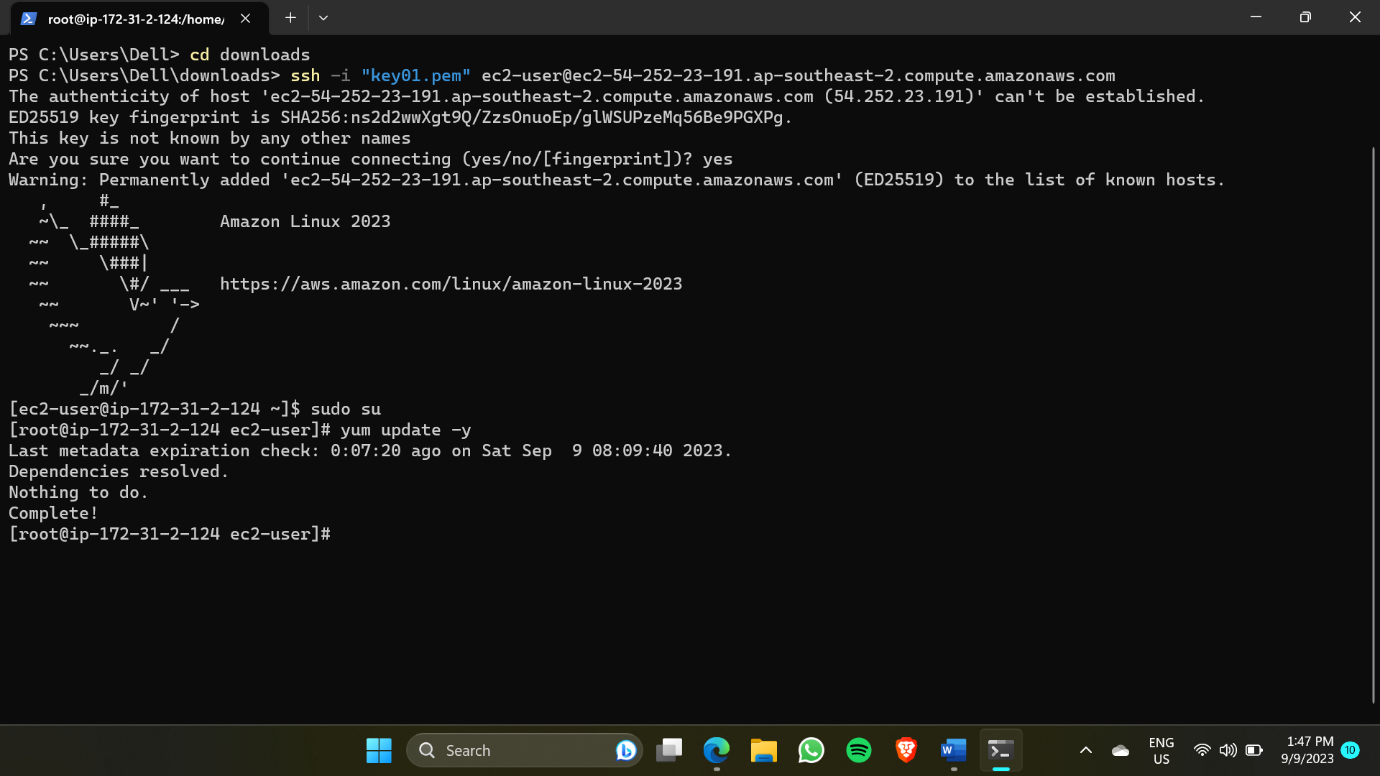 root@ip-172-31-2-124:/home/
PS C:\Users\Dell> cd downloads
PS C:\Users\Dell\downloads> ssh -i "key01.pem" ec2-user@ec2-54-252-23-191.ap-southeast-2.compute.amazonaws.com
The authenticity of host 'ec2-54-252-23-191.ap-southeast-2.compute.amazonaws.com (54.252.23.191)' can't be established.
ED25519 key fingerprint is SHA256:ns2d2wwXgt9Q/ZzsOnuoEp/glWSUPzeMq56Be9PGXPg.
This key is not known by any other names
Are you sure you want to continue connecting (yes/no/[fingerprint])? yes
Warning: Permanently added 'ec2-54-252-23-191.ap-southeast-2.compute.amazonaws.com' (ED25519) to the list of known hosts.
   ,     #_
   ~\_  ####_        Amazon Linux 2023
  ~~  \_#####\
  ~~     \###|
  ~~       \#/ ___   https://aws.amazon.com/linux/amazon-linux-2023
   ~~       V~' '->
    ~~~         /
      ~~._.   _/
         _/ _/
       _/m/'
[ec2-user@ip-172-31-2-124 ~]$ sudo su
[root@ip-172-31-2-124 ec2-user]# yum update -y
Last metadata expiration check: 0:07:20 ago on Sat Sep  9 08:09:40 2023.
Dependencies resolved.
Nothing to do.
Complete!
[root@ip-172-31-2-124 ec2-user]#
Search
ENG
US
1:47 PM
9/9/2023
10